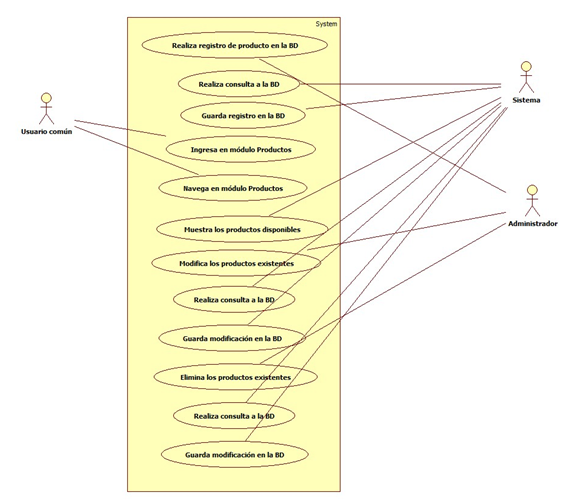 System
Realiza registro de producto en la BD
Realiza consulta a la BD
Guarda registro en la BD
Ingresa en módulo Productos
Navega en módulo Productos
Muestra los productos disponibles
Modifica los productos existentes
Realiza consulta a la BD
Guarda modificación en la BD
Elimina los productos existentes
Realiza consulta a la BD
Guarda modificación en la BD
Usuario común
Sistema
Administrador